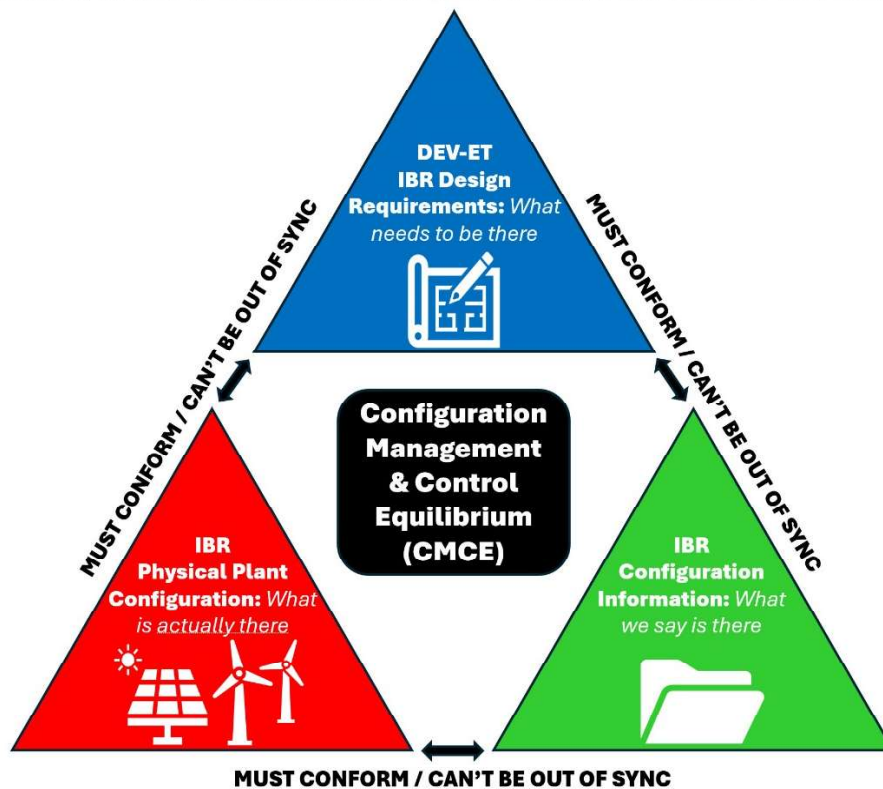 DEV-ET
IBR Design
Requirements: What
needs to be there
MUST CONFORM / CAN'T BE OUT OF SYNC
MUST CONFORM / CAN'T BE OUT OF SYNC
Configuration
Management
& Control
Equilibrium
(CMCE)
IBR
Physical Plant
Configuration: What
is actually there
IBR
Configuration
Information: What
we say is there
MUST CONFORM / CAN'T BE OUT OF SYNC